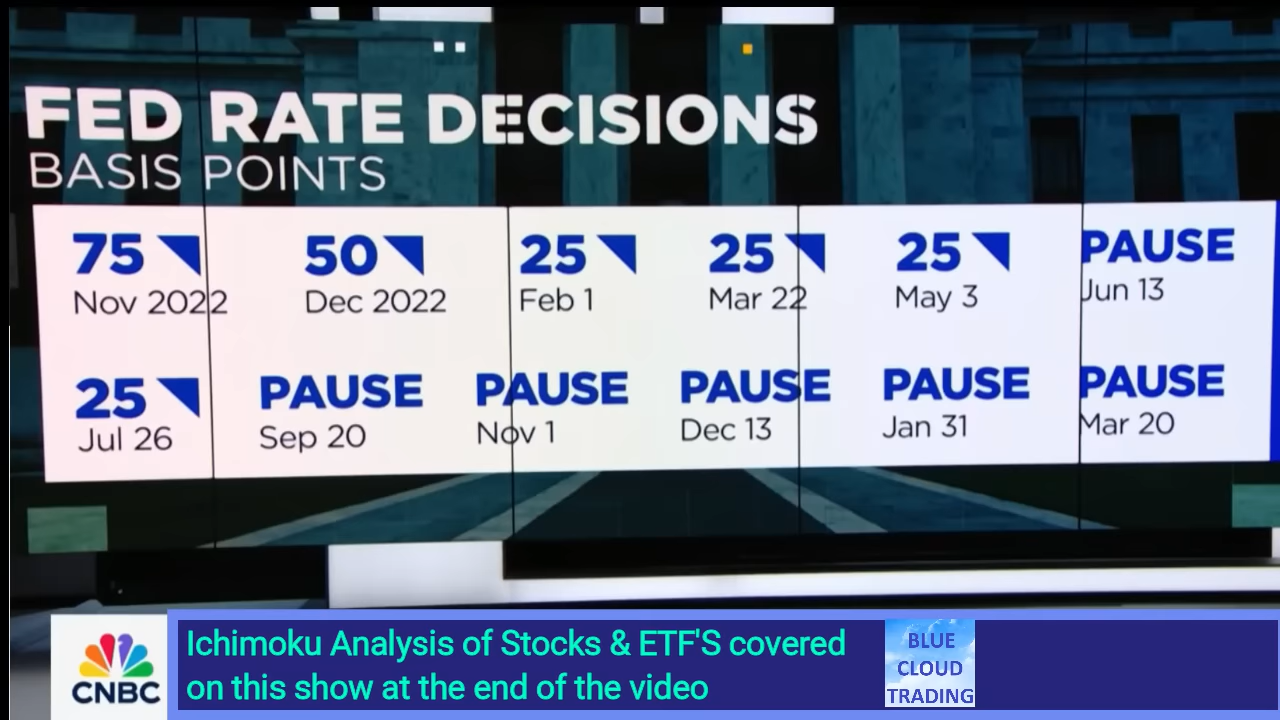 FED RATE DECISIONS
BASIS POINTS
75 50 25 25 25 PAUSE
Nov 2022 Dec 2022 Feb 1 Mar 22 May 3 Jun 13
25 PAUSE PAUSE PAUSE PAUSE PAUSE
Jul 26 Sep 20 Nov 1 Dec 13 Jan 31 Mar 20
CNBC
Ichimoku Analysis of Stocks & ETF'S covered
on this show at the end of the video
BLUE
CLOUD
TRADING